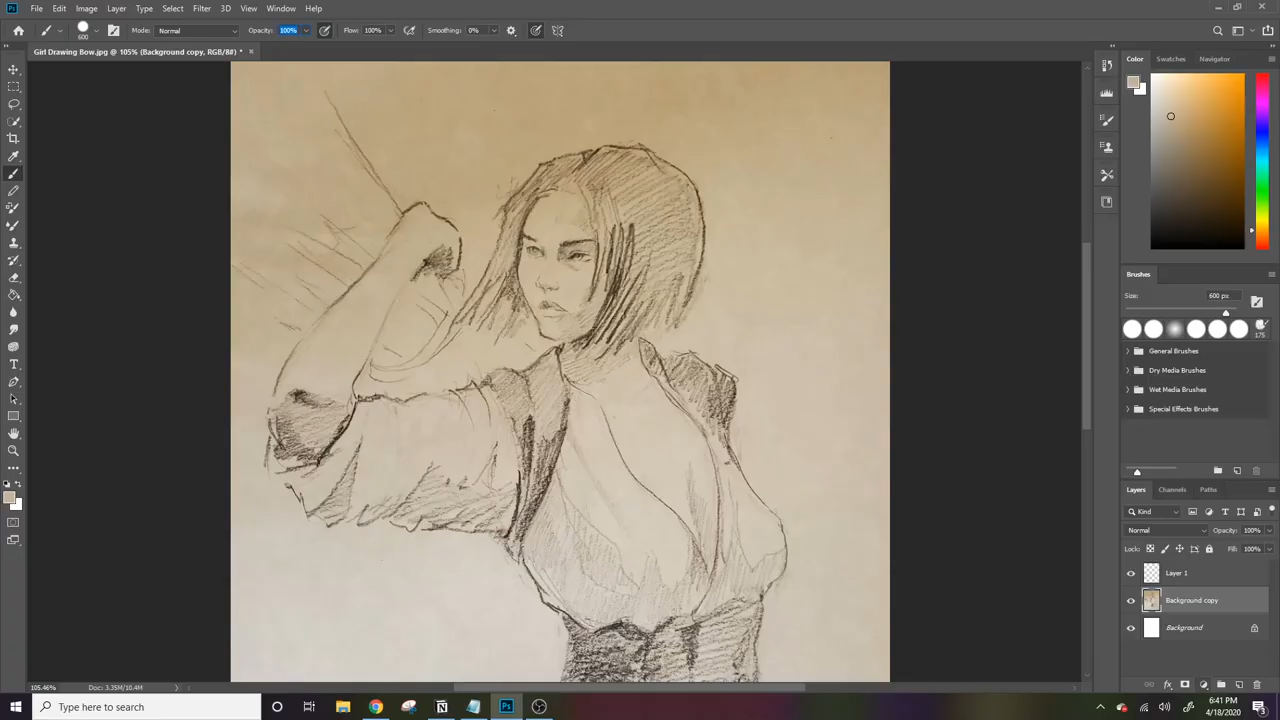 File Edit Image Layer Type Select Filter 3D View Window Help
600 Mode: Normal Opacity: 100% Flow: 100% Smoothing: 0%
Girl Drawing Bow.jpg @ 105% (Background copy, RGB/8#) * ×
Color Swatches Navigator
Brushes
Size: 600 px
175
General Brushes
Dry Media Brushes
Wet Media Brushes
Special Effects Brushes
Layers Channels Paths
Kind
Normal Opacity: 100%
Lock: Fill: 100%
Layer 1
Background copy
Background
105.46% Doc: 3.35M/10.4M
Type here to search
6:41 PM
4/18/2020